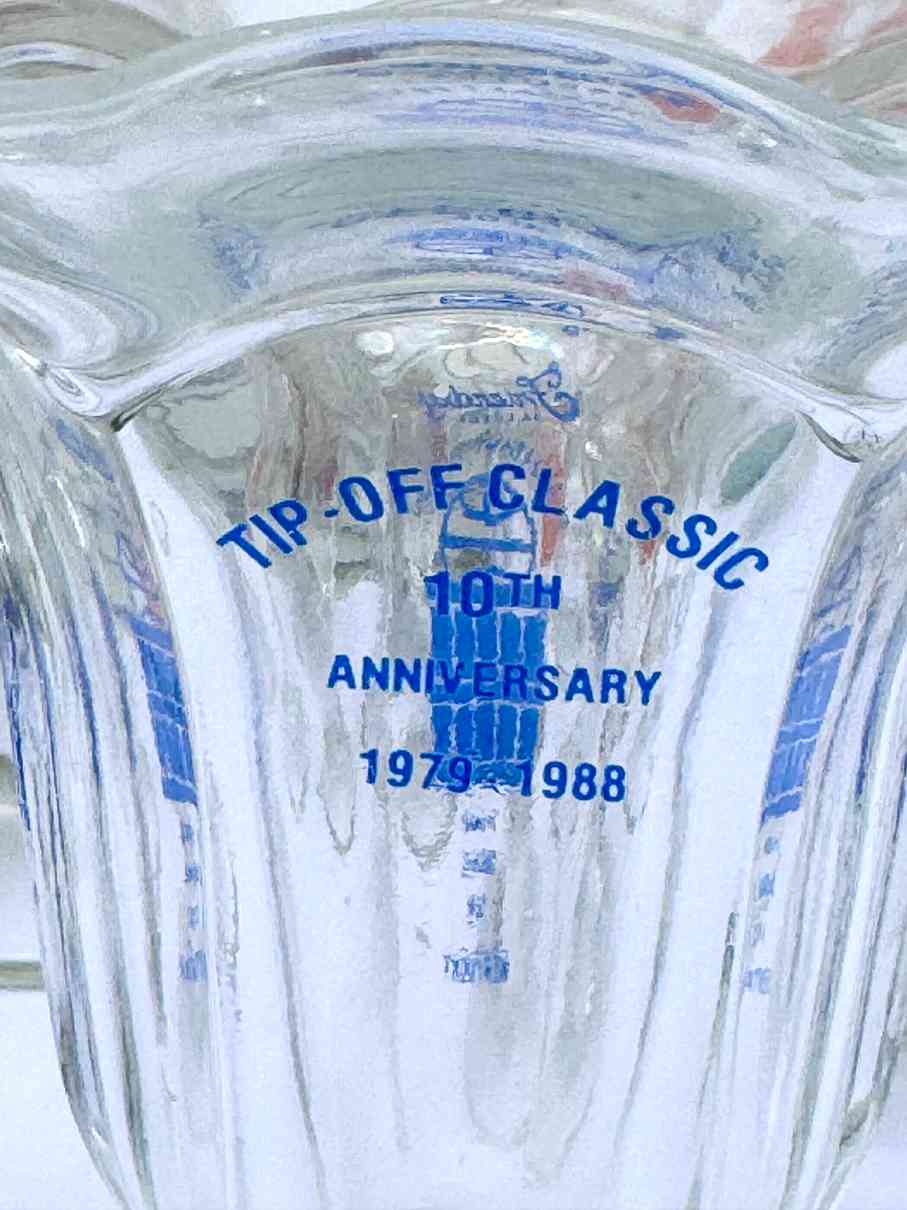 TIP-OFF CLASSIC
10TH
ANNIVERSARY
1979-1988